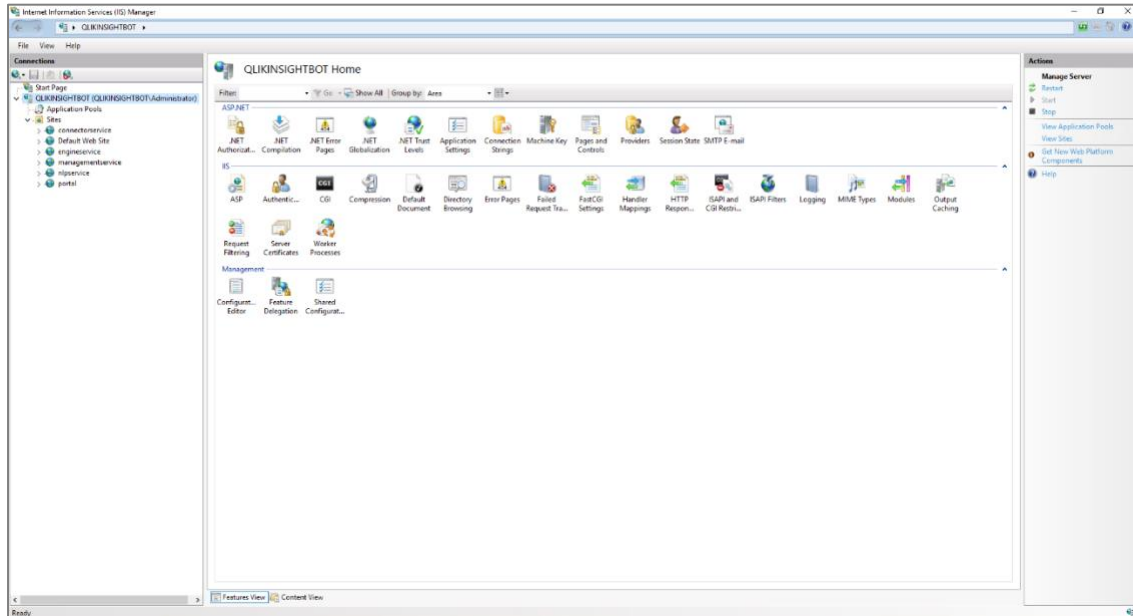 Internet Information Services (IIS) Manager
QLIKINSIGHTBOT
File View Help
Connections
Start Page
QLIKINSIGHTBOT (QLIKINSIGHTBOT\Administrator)
Application Pools
Sites
connectorservice
Default Web Site
engineservice
managementservice
nlpservice
portal
QLIKINSIGHTBOT Home
Filter: Go Show All Group by: Area
ASP.NET
.NET Authorizat... .NET Compilation .NET Error Pages .NET Globalization .NET Trust Levels Application Settings Connection Strings Machine Key Pages and Controls Providers Session State SMTP E-mail
IIS
ASP Authentic... CGI Compression Default Document Directory Browsing Error Pages Failed Request Tra... FastCGI Settings Handler Mappings HTTP Respon... ISAPI and CGI Restri... ISAPI Filters Logging MIME Types Modules Output Caching
Request Filtering Server Certificates Worker Processes
Management
Configurat... Editor Feature Delegation Shared Configurat...
Features View Content View
Actions
Manage Server
Restart
Start
Stop
View Application Pools
View Sites
Get New Web Platform
Components
Help
Ready